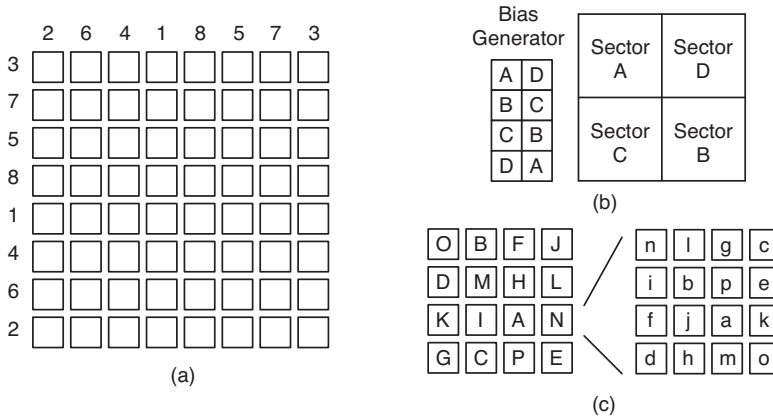 2 6 4 1 8 5 7 3
3
7
5
8
1
4
6
2
(a)
Bias
Generator
A D
B C
C B
D A
Sector
A
Sector
D
Sector
C
Sector
B
(b)
O B F J
D M H L
K I A N
G C P E
n l g c
i b p e
f j a k
d h m o
(c)